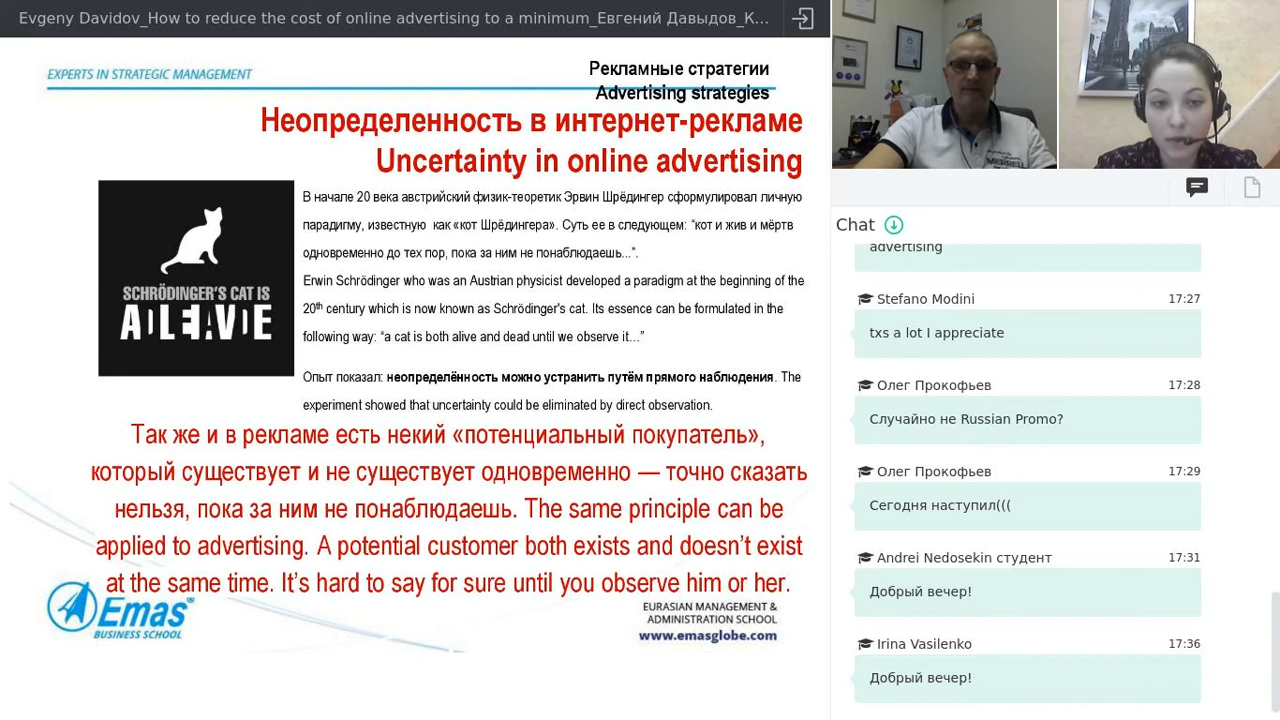 Evgeny Davidov_How to reduce the cost of online advertising to a minimum_Евгений Давыдов_К...
EXPERTS IN STRATEGIC MANAGEMENT
Рекламные стратегии
Advertising strategies
Неопределенность в интернет-рекламе
Uncertainty in online advertising
SCHRÖDINGER'S CAT IS
В начале 20 века австрийский физик-теоретик Эрвин Шрёдингер сформулировал личную
парадигму, известную как «кот Шрёдингера». Суть ее в следующем: “кот и жив и мёртв
одновременно до тех пор, пока за ним не понаблюдаешь...”.
Erwin Schrödinger who was an Austrian physicist developed a paradigm at the beginning of the
20th century which is now known as Schrödinger's cat. Its essence can be formulated in the
following way: “a cat is both alive and dead until we observe it…”
Опыт показал: неопределённость можно устранить путём прямого наблюдения. The
experiment showed that uncertainty could be eliminated by direct observation.
Так же и в рекламе есть некий «потенциальный покупатель»,
который существует и не существует одновременно — точно сказать
нельзя, пока за ним не понаблюдаешь. The same principle can be
applied to advertising. A potential customer both exists and doesn’t exist
at the same time. It’s hard to say for sure until you observe him or her.
Emas®
BUSINESS SCHOOL
EURASIAN MANAGEMENT &
ADMINISTRATION SCHOOL
www.emasglobe.com
MERRELL
Chat
advertising
Stefano Modini 17:27
txs a lot I appreciate
Олег Прокофьев 17:28
Случайно не Russian Promo?
Олег Прокофьев 17:29
Сегодня наступил(((
Andrei Nedosekin студент 17:31
Добрый вечер!
Irina Vasilenko 17:36
Добрый вечер!